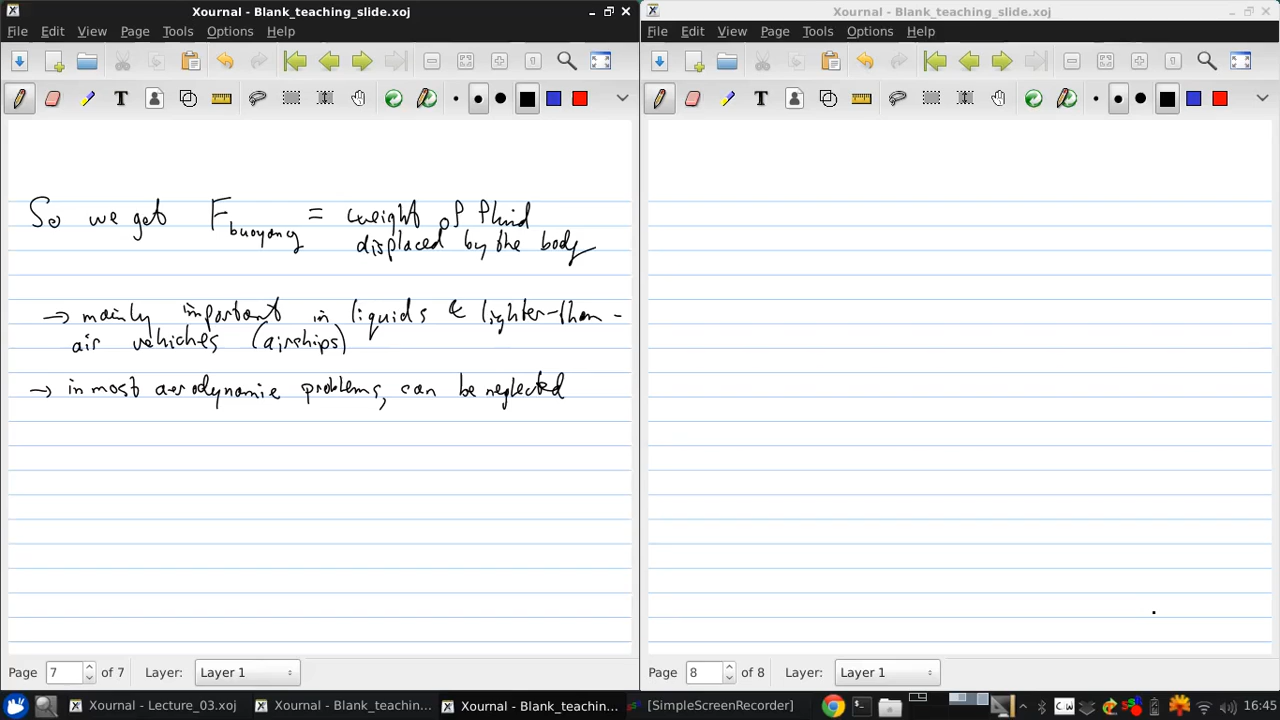 Xournal - Blank_teaching_slide.xoj
File Edit View Page Tools Options Help
So we get F buoyancy = weight of fluid
displaced by the body
→ mainly important in liquids & lighter-than-
air vehicles (airships)
→ in most aerodynamic problems, can be neglected
Page 7 of 7 Layer: Layer 1
Xournal - Blank_teaching_slide.xoj
File Edit View Page Tools Options Help
Page 8 of 8 Layer: Layer 1
Xournal - Lecture_03.xoj
Xournal - Blank_teachin...
Xournal - Blank_teachin...
[SimpleScreenRecorder]
16:45